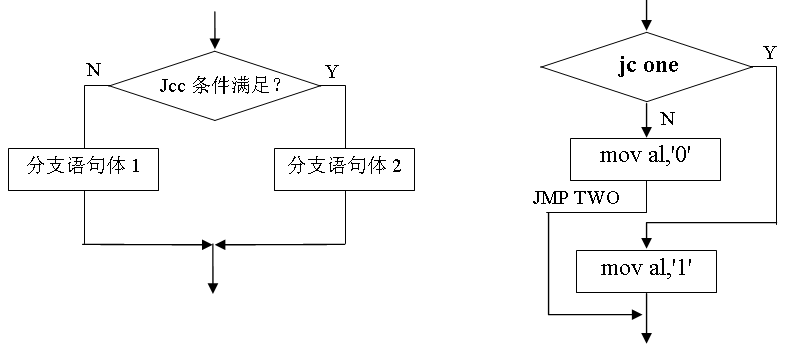 N
Jcc 条件满足?
Y
分支语句体 1
分支语句体 2
jc one
Y
N
mov al,'0'
JMP TWO
mov al,'1'